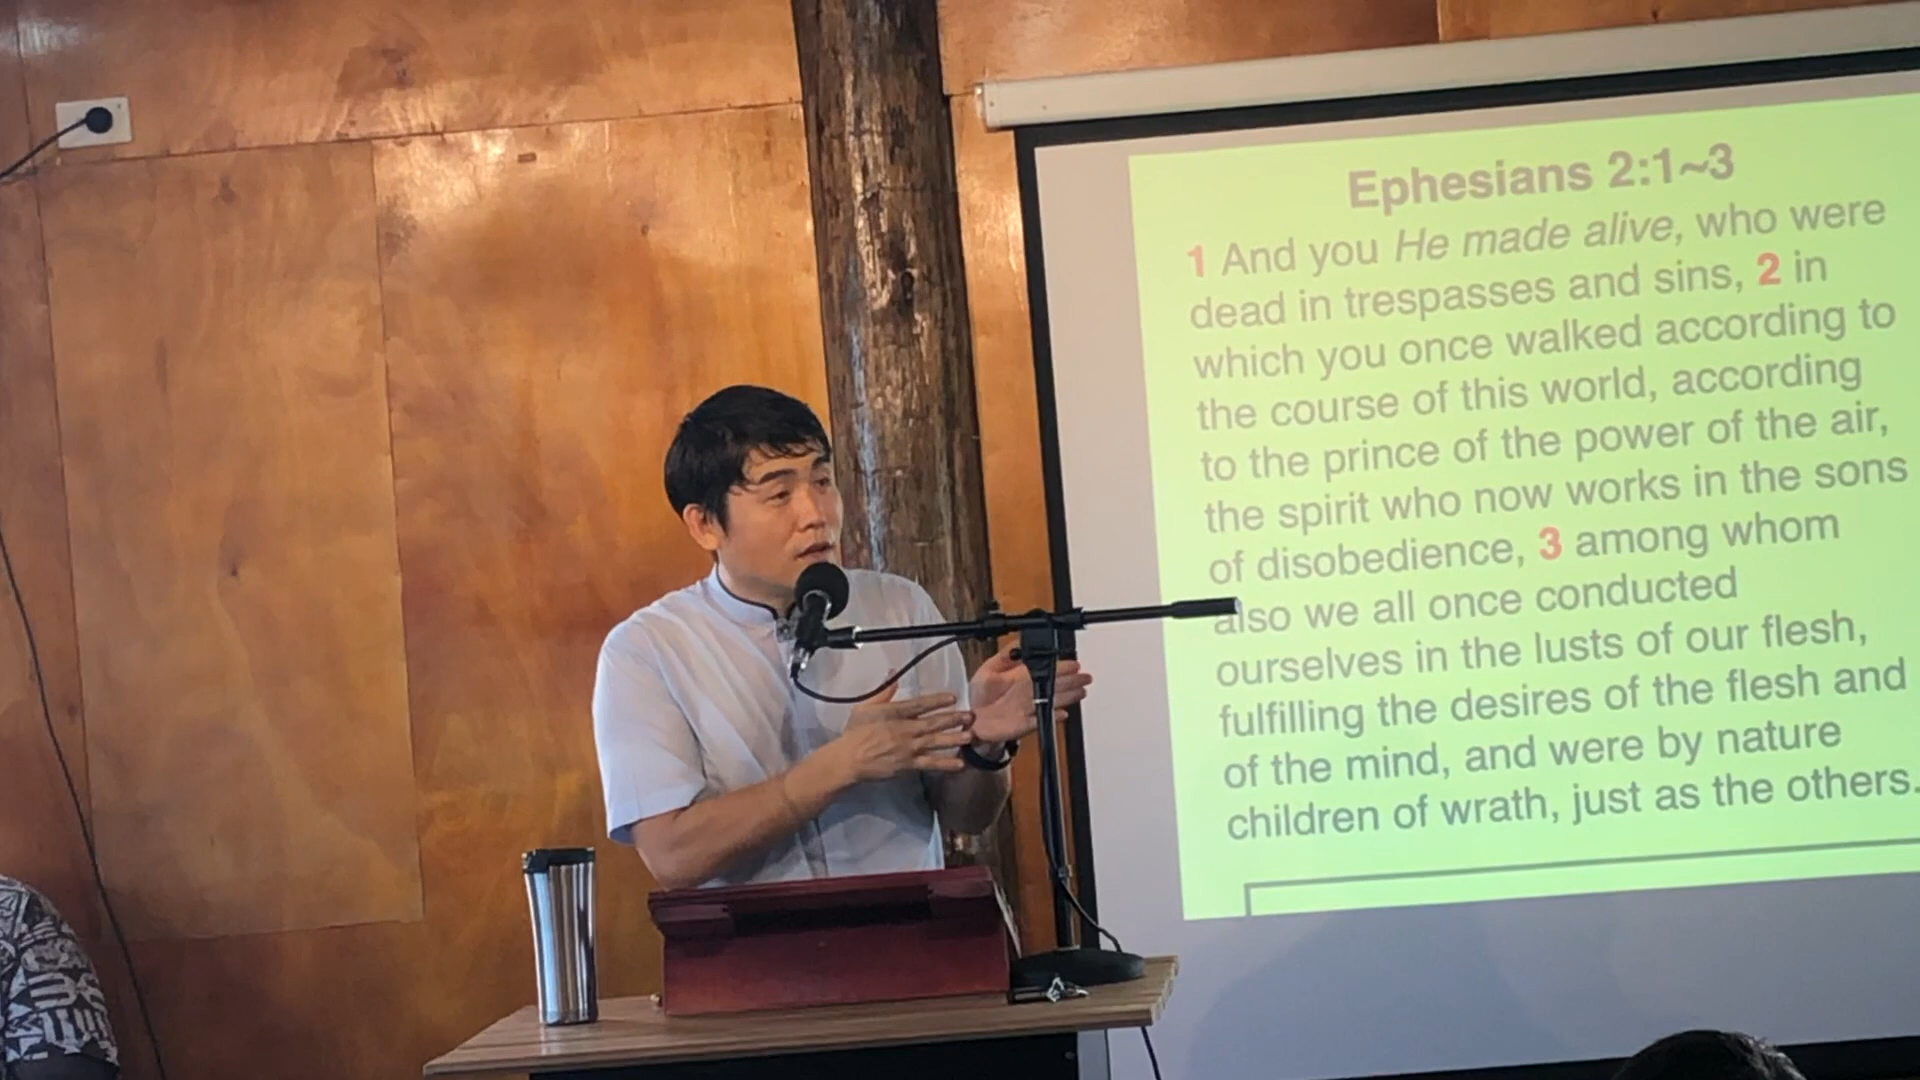 Ephesians 2:1~3
1 And you He made alive, who were
dead in trespasses and sins, 2 in
which you once walked according to
the course of this world, according
to the prince of the power of the air,
the spirit who now works in the sons
of disobedience, 3 among whom
also we all once conducted
ourselves in the lusts of our flesh,
fulfilling the desires of the flesh and
of the mind, and were by nature
children of wrath, just as the others.